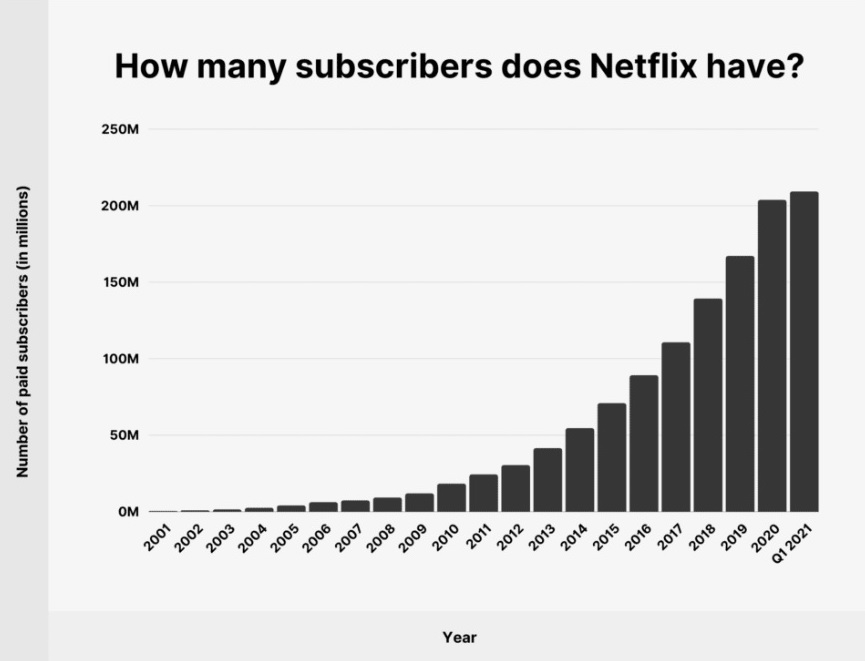 How many subscribers does Netflix have?
Number of paid subscribers (in millions)
250M
200M
150M
100M
50M
0M
2001
2002
2003
2004
2005
2006
2007
2008
2009
2010
2011
2012
2013
2014
2015
2016
2017
2018
2019
2020
Q1 2021
Year